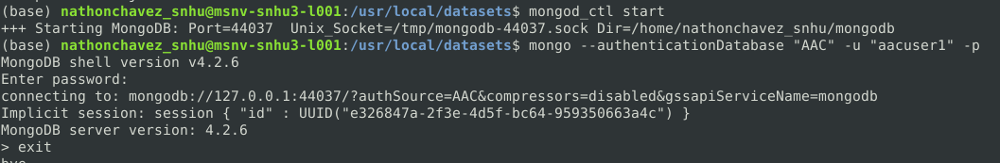 (base) nathonchavez_snhu@msnv-snhu3-l001:/usr/local/datasets$ mongod_ctl start
+++ Starting MongoDB: Port=44037  Unix_Socket=/tmp/mongodb-44037.sock Dir=/home/nathonchavez_snhu/mongodb
(base) nathonchavez_snhu@msnv-snhu3-l001:/usr/local/datasets$ mongo --authenticationDatabase "AAC" -u "aacuser1" -p
MongoDB shell version v4.2.6
Enter password:
connecting to: mongodb://127.0.0.1:44037/?authSource=AAC&compressors=disabled&gssapiServiceName=mongodb
Implicit session: session { "id" : UUID("e326847a-2f3e-4d5f-bc64-959350663a4c") }
MongoDB server version: 4.2.6
> exit